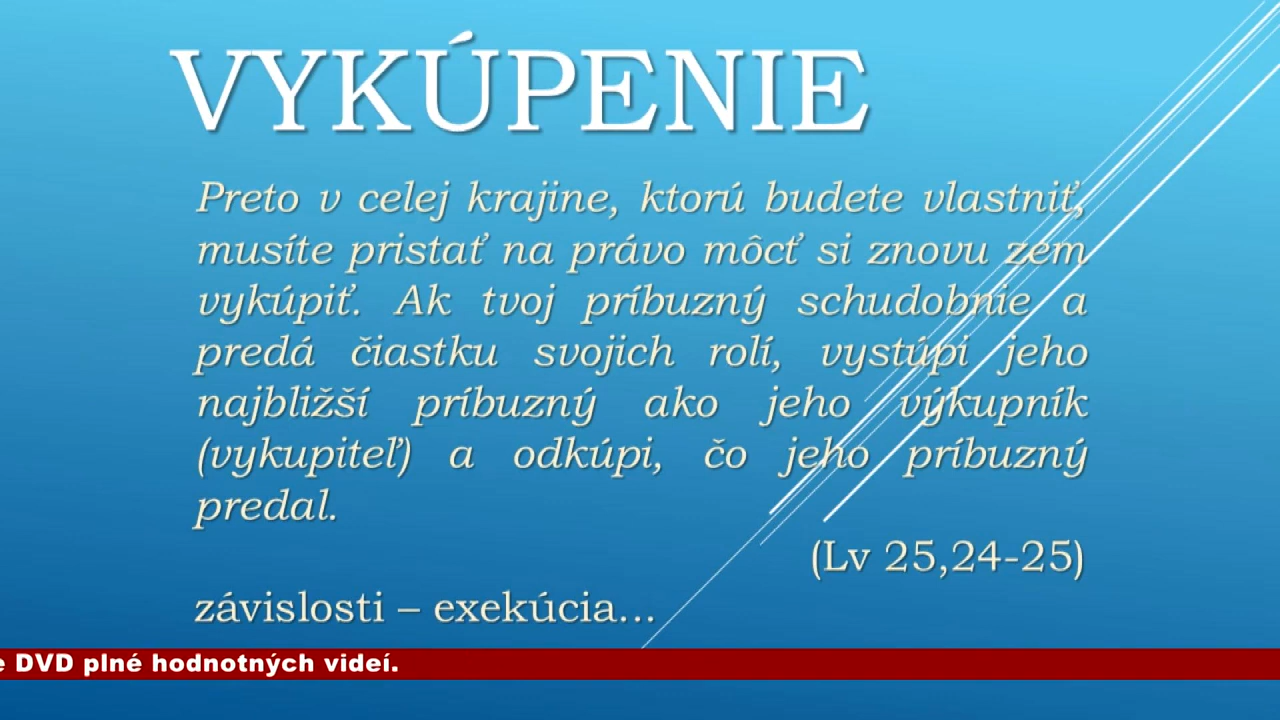 VYKÚPENIE
Preto v celej krajine, ktorú budete vlastniť,
musíte pristať na právo môcť si znovu zem
vykúpiť. Ak tvoj príbuzný schudobnie a
predá čiastku svojich rolí, vystúpi jeho
najbližší príbuzný ako jeho výkupník
(vykupiteľ) a odkúpi, čo jeho príbuzný
predal.
(Lv 25,24-25)
závislosti – exekúcia...
e DVD plné hodnotných videí.